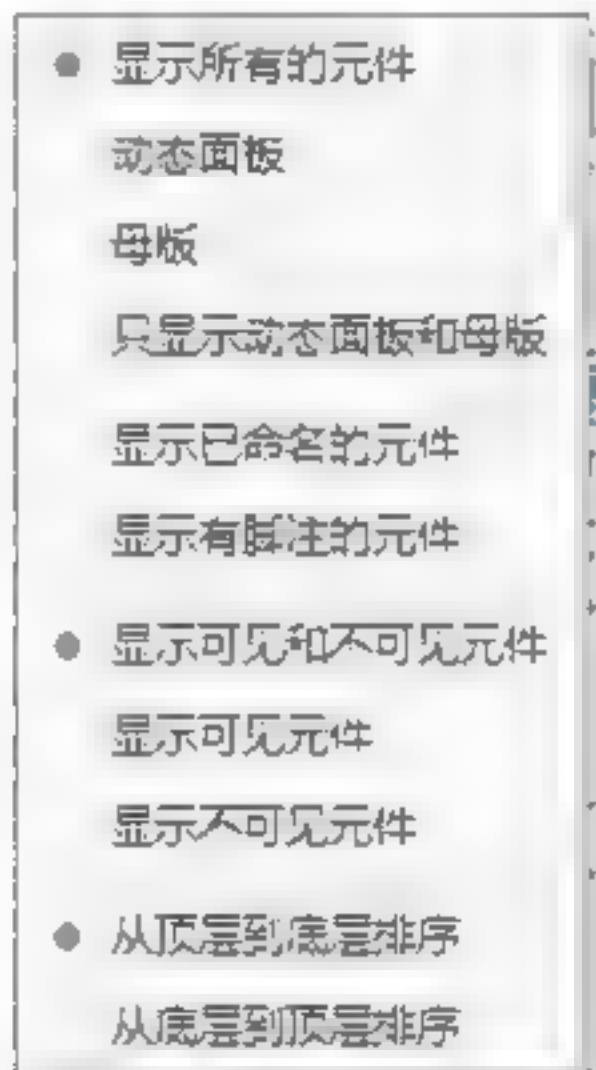 显示所有的元件
动态面板
母版
只显示动态面板和母版
显示已命名的元件
显示有脚注的元件
显示可见和不可见元件
显示可见元件
显示不可见元件
从顶层到底层排序
从底层到顶层排序